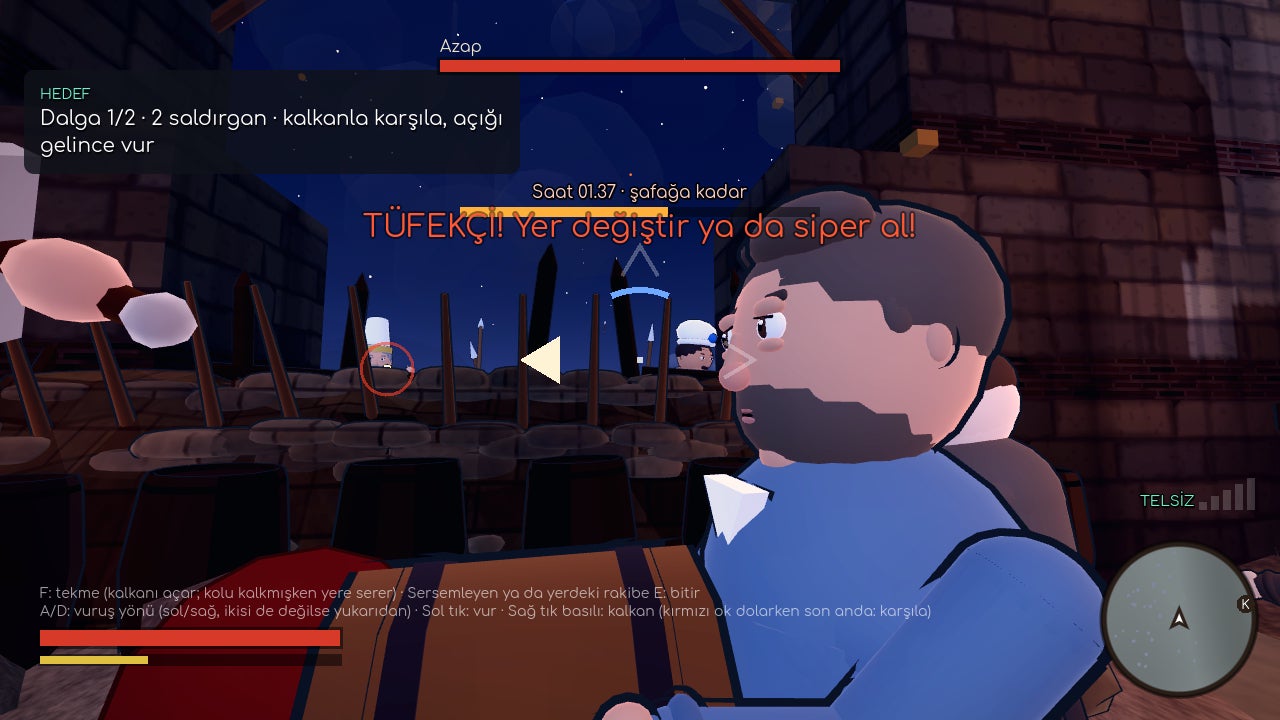 Azap
HEDEF
Dalga 1/2 · 2 saldırgan · kalkanla karşıla, açığı
gelince vur
Saat 01.37 · şafağa kadar
TÜFEKÇİ! Yer değiştir ya da siper al!
TELSİZ
K
F: tekme (kalkanı açar; kolu kalkmışken yere serer) · Sersemleyen ya da yerdeki rakibe E: bitir
A/D: vuruş yönü (sol/sağ, ikisi de değilse yukarıdan) · Sol tık: vur · Sağ tık basılı: kalkan (kırmızı ok dolarken son anda: karşıla)